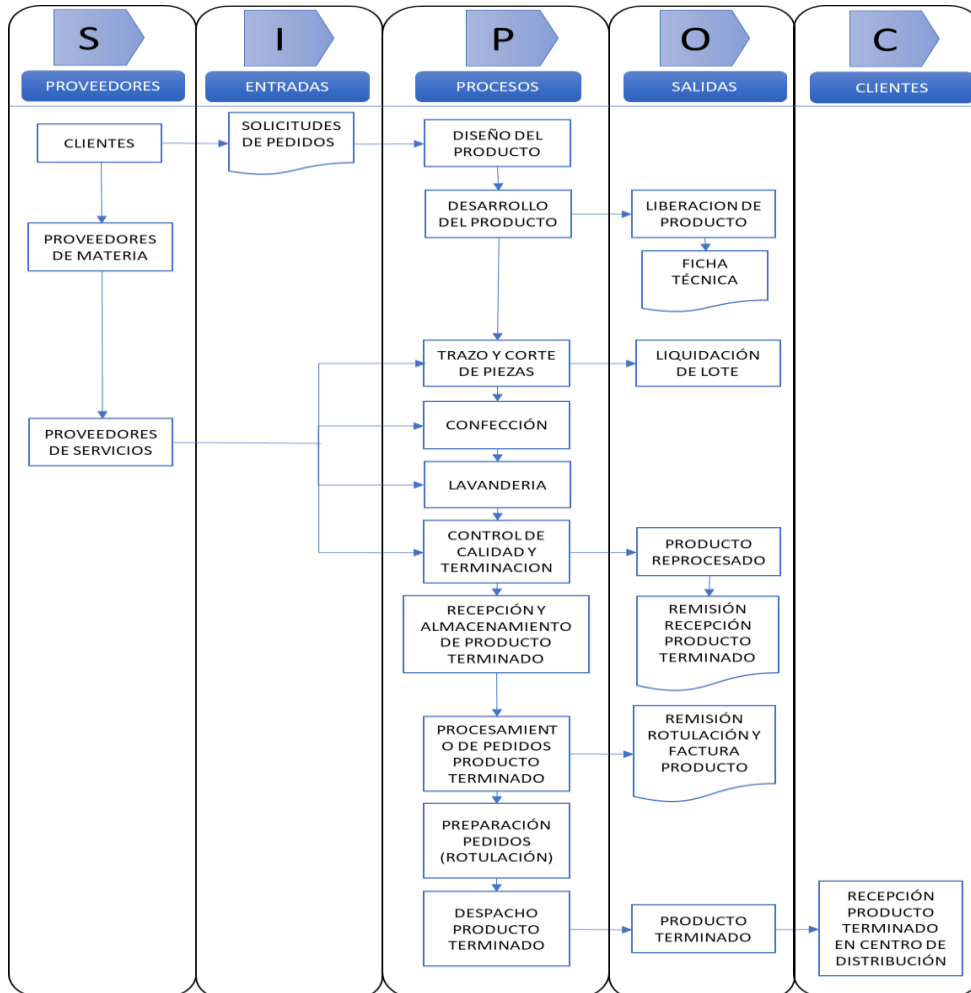 S
I
P
O
C
PROVEEDORES
ENTRADAS
PROCESOS
SALIDAS
CLIENTES
CLIENTES
SOLICITUDES
DE PEDIDOS
DISEÑO DEL
PRODUCTO
DESARROLLO
DEL PRODUCTO
LIBERACION DE
PRODUCTO
PROVEEDORES
DE MATERIA
FICHA
TÉCNICA
TRAZO Y CORTE
DE PIEZAS
LIQUIDACIÓN
DE LOTE
PROVEEDORES
DE SERVICIOS
CONFECCIÓN
LAVANDERIA
CONTROL DE
CALIDAD Y
TERMINACION
PRODUCTO
REPROCESADO
RECEPCIÓN Y
ALMACENAMIENTO
DE PRODUCTO
TERMINADO
REMISIÓN
RECEPCIÓN
PRODUCTO
TERMINADO
PROCESAMIENT
O DE PEDIDOS
PRODUCTO
TERMINADO
REMISIÓN
ROTULACIÓN Y
FACTURA
PRODUCTO
PREPARACIÓN
PEDIDOS
(ROTULACIÓN)
DESPACHO
PRODUCTO
TERMINADO
PRODUCTO
TERMINADO
RECEPCIÓN
PRODUCTO
TERMINADO
EN CENTRO DE
DISTRIBUCIÓN